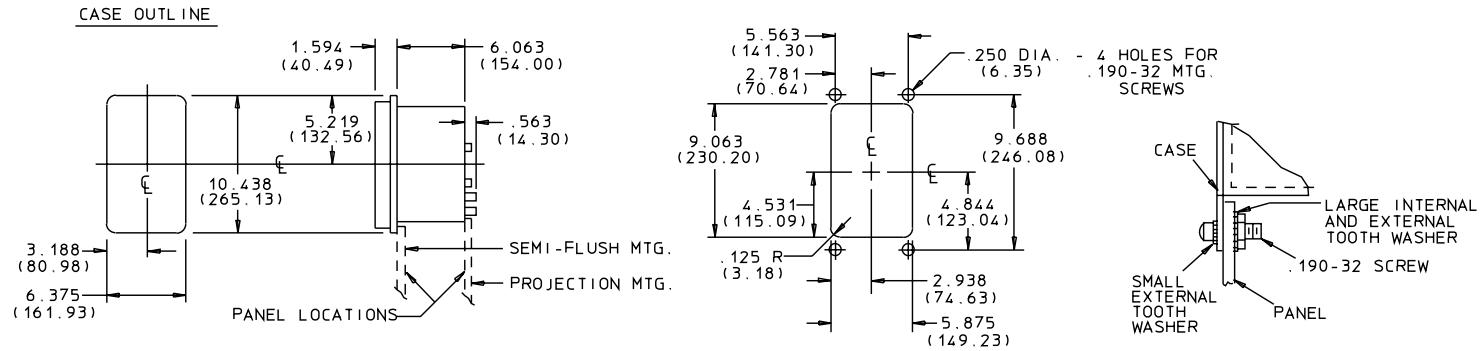 CASE OUTLINE
1.594
(40.49)
6.063
(154.00)
5.219
(132.56)
.563
(14.30)
10.438
(265.13)
3.188
(80.98)
6.375
(161.93)
SEMI-FLUSH MTG.
PROJECTION MTG.
PANEL LOCATIONS
5.563
(141.30)
2.781
(70.64)
.250 DIA. - 4 HOLES FOR
(6.35) .190-32 MTG.
SCREWS
9.063
(230.20)
9.688
(246.08)
4.531
(115.09)
4.844
(123.04)
.125 R
(3.18)
2.938
(74.63)
5.875
(149.23)
CASE
LARGE INTERNAL
AND EXTERNAL
TOOTH WASHER
.190-32 SCREW
SMALL
EXTERNAL
TOOTH
WASHER
PANEL